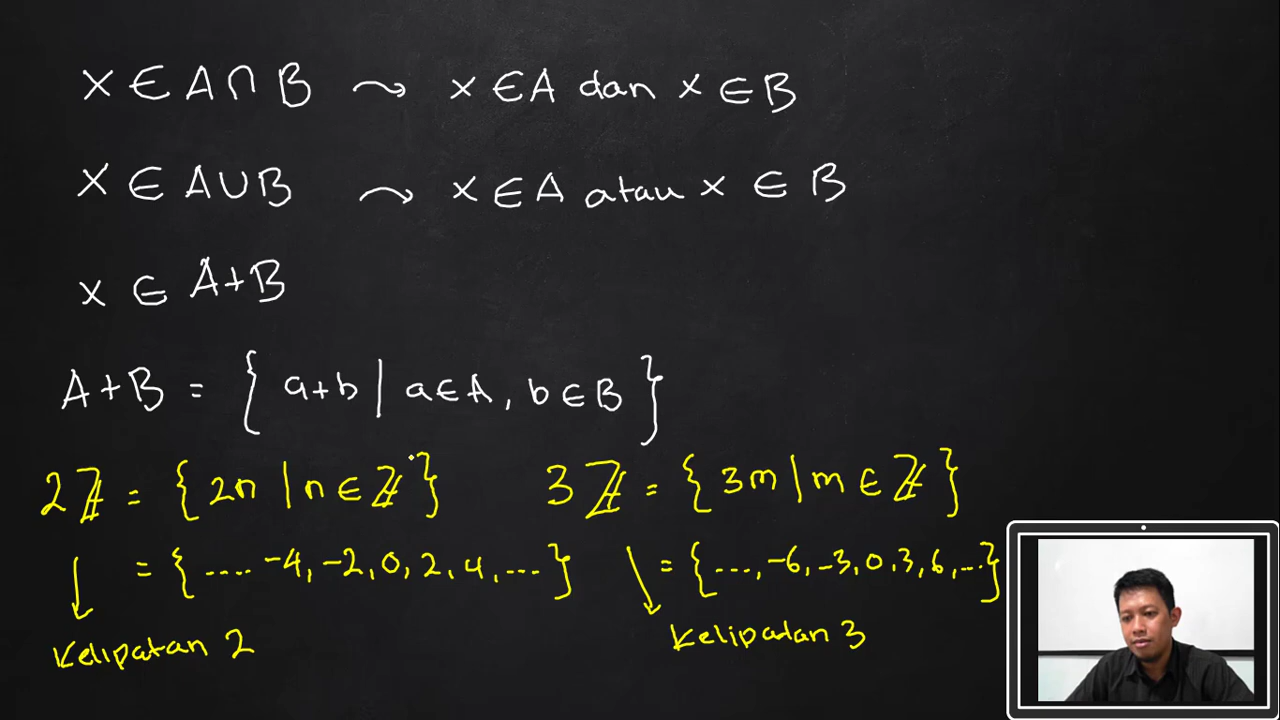 x ∈ A ∩ B ⤳ x ∈ A dan x ∈ B
x ∈ A ∪ B ⤳ x ∈ A atau x ∈ B
x ∈ A+B
A+B = { a+b | a ∈ A, b ∈ B }
2ℤ = { 2n | n ∈ ℤ } 3ℤ = { 3m | m ∈ ℤ }
↓ = { .... -4, -2, 0, 2, 4, .... } ↓ = { ...., -6, -3, 0, 3, 6, ... }
Kelipatan 2 Kelipatan 3